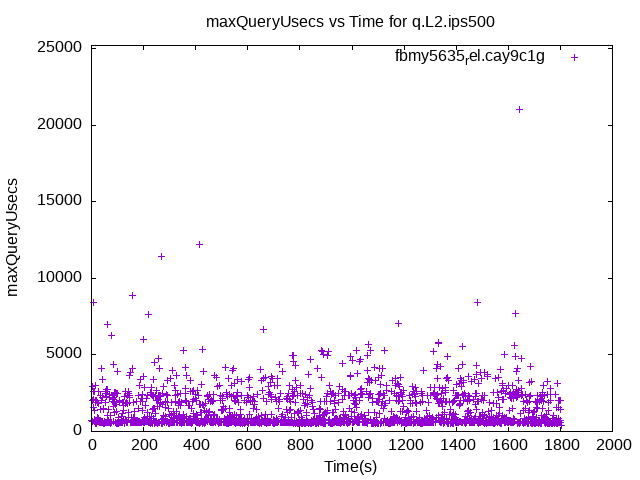 maxQueryUsecs vs Time for q.L2.ips500
fbmy5635rel.cay9c1g
25000
20000
15000
10000
5000
0
maxQueryUsecs
0 200 400 600 800 1000 1200 1400 1600 1800 2000
Time(s)